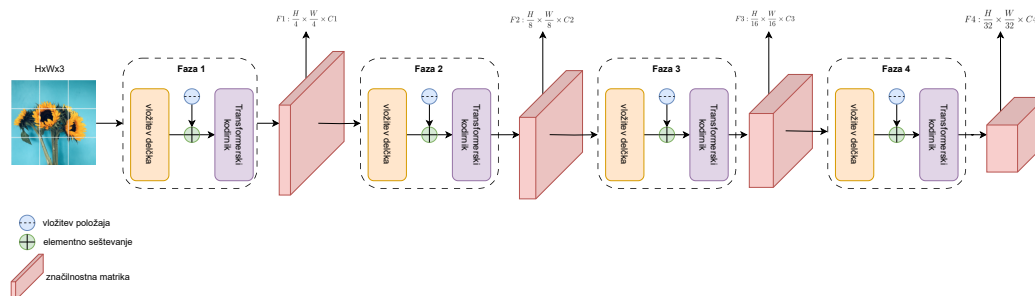 F1 : H/4 × W/4 × C1
F2 : H/8 × W/8 × C2
F3 : H/16 × W/16 × C3
F4 : H/32 × W/32 × C4
HxWx3
Faza 1
Faza 2
Faza 3
Faza 4
vložitev delčka
Transformerski
kodirnik
vložitev delčka
Transformerski
kodirnik
vložitev delčka
Transformerski
kodirnik
vložitev delčka
Transformerski
kodirnik
vložitev položaja
elementno seštevanje
značilnostna matrika